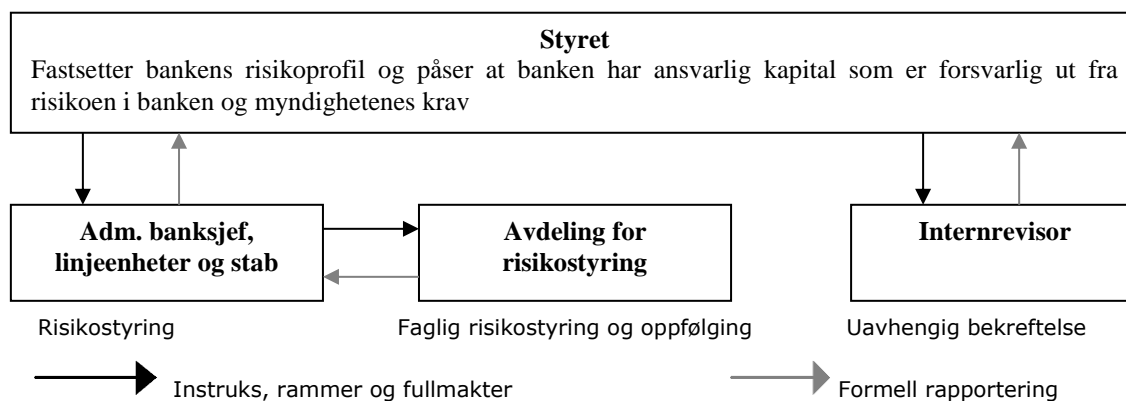 Styret
Fastsetter bankens risikoprofil og påser at banken har ansvarlig kapital som er forsvarlig ut fra
risikoen i banken og myndighetenes krav
Adm. banksjef,
linjeenheter og stab
Avdeling for
risikostyring
Internrevisor
Risikostyring
Faglig risikostyring og oppfølging
Uavhengig bekreftelse
Instruks, rammer og fullmakter
Formell rapportering